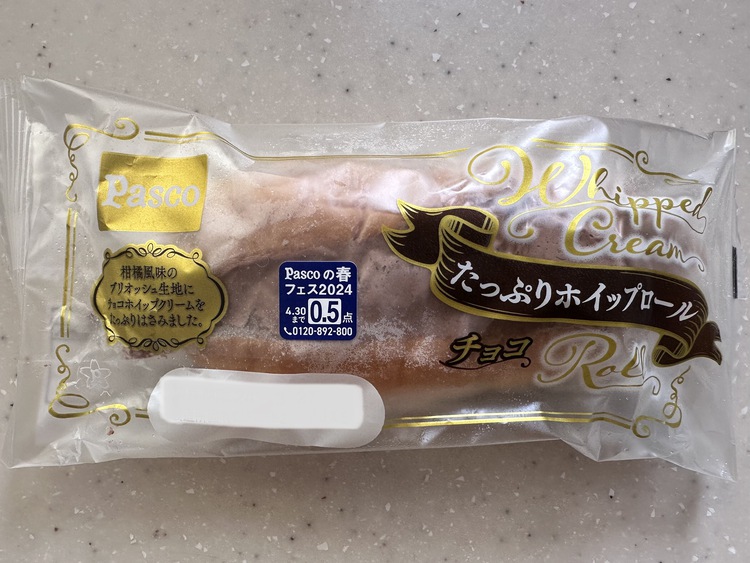 Pasco
柑橘風味の
ブリオッシュ生地に
チョコホイップクリームを
たっぷりはさみました。
Pascoの春
フェス2024
4.30まで 0.5点
0120-892-800
Whipped
Cream
たっぷりホイップロール
チョコ
Roll